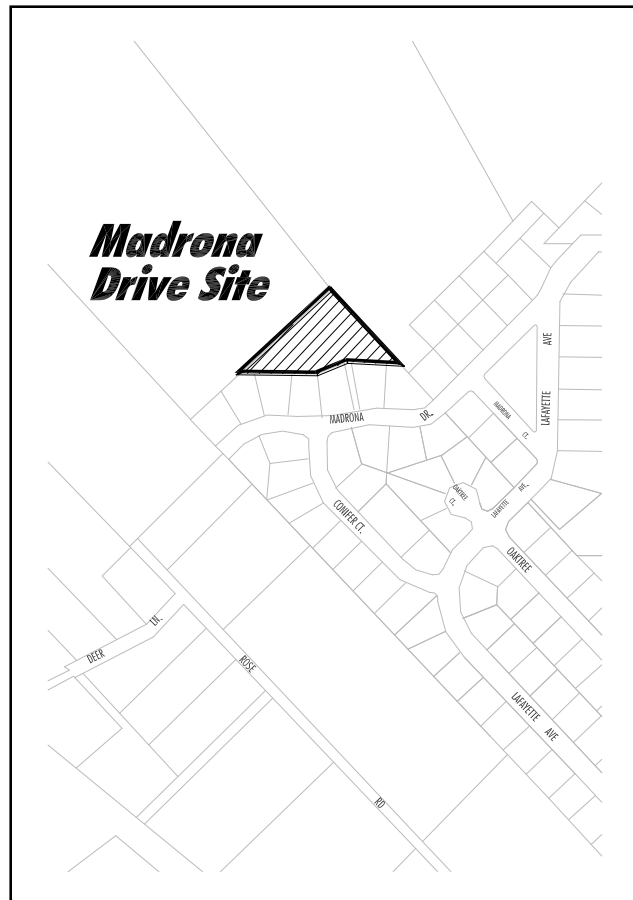 Madrona
Drive Site
AVE
LAFAYETTE
MADRONA
CT.
MADRONA
DR.
OAKTREE
CT.
LAFAYETTE
AVE.
CONIFER CT.
OAKTREE
LN.
DEER
ROSE
LAFAYETTE AVE
RD